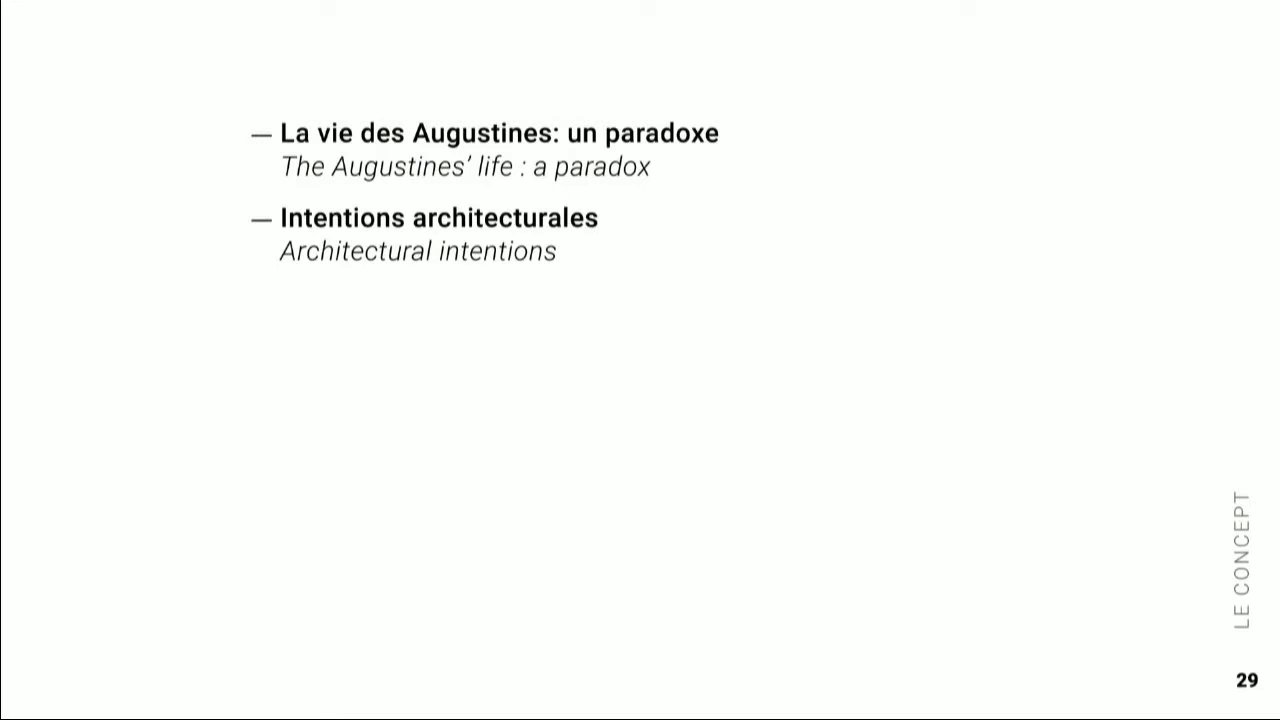 — La vie des Augustines: un paradoxe
The Augustines’ life : a paradox
— Intentions architecturales
Architectural intentions
LE CONCEPT
29